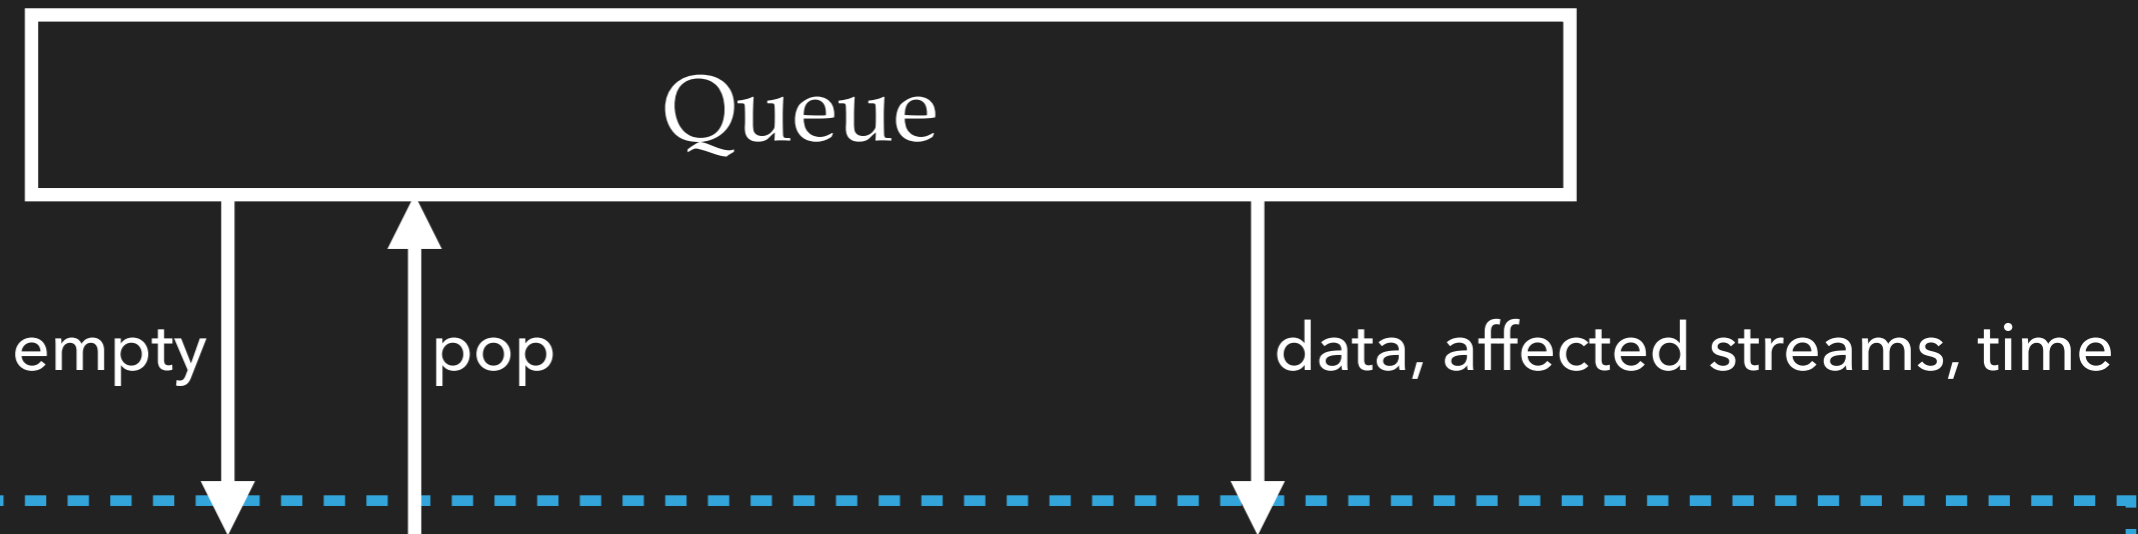 Queue
empty
pop
data, affected streams, time